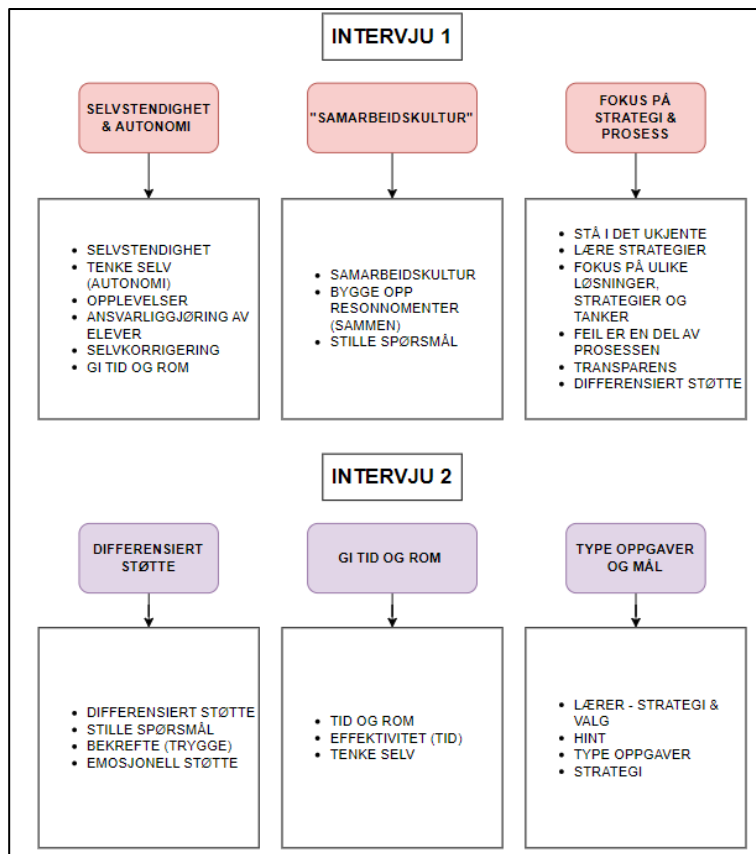 INTERVJU 1
SELVSTENDIGHET
& AUTONOMI
"SAMARBEIDSKULTUR"
FOKUS PÅ
STRATEGI &
PROSESS
• SELVSTENDIGHET
• TENKE SELV
(AUTONOMI)
• OPPLEVELSER
• ANSVARLIGGJØRING AV
ELEVER
• SELVKORRIGERING
• GI TID OG ROM
• SAMARBEIDSKULTUR
• BYGGE OPP
RESONNOMENTER
(SAMMEN)
• STILLE SPØRSMÅL
• STÅ I DET UKJENTE
• LÆRE STRATEGIER
• FOKUS PÅ ULIKE
LØSNINGER,
STRATEGIER OG
TANKER
• FEIL ER EN DEL AV
PROSESSEN
• TRANSPARENS
• DIFFERENSIERT STØTTE
INTERVJU 2
DIFFERENSIERT
STØTTE
GI TID OG ROM
TYPE OPPGAVER
OG MÅL
• DIFFERENSIERT STØTTE
• STILLE SPØRSMÅL
• BEKREFTE (TRYGGE)
• EMOSJONELL STØTTE
• TID OG ROM
• EFFEKTIVITET (TID)
• TENKE SELV
• LÆRER - STRATEGI &
VALG
• HINT
• TYPE OPPGAVER
• STRATEGI